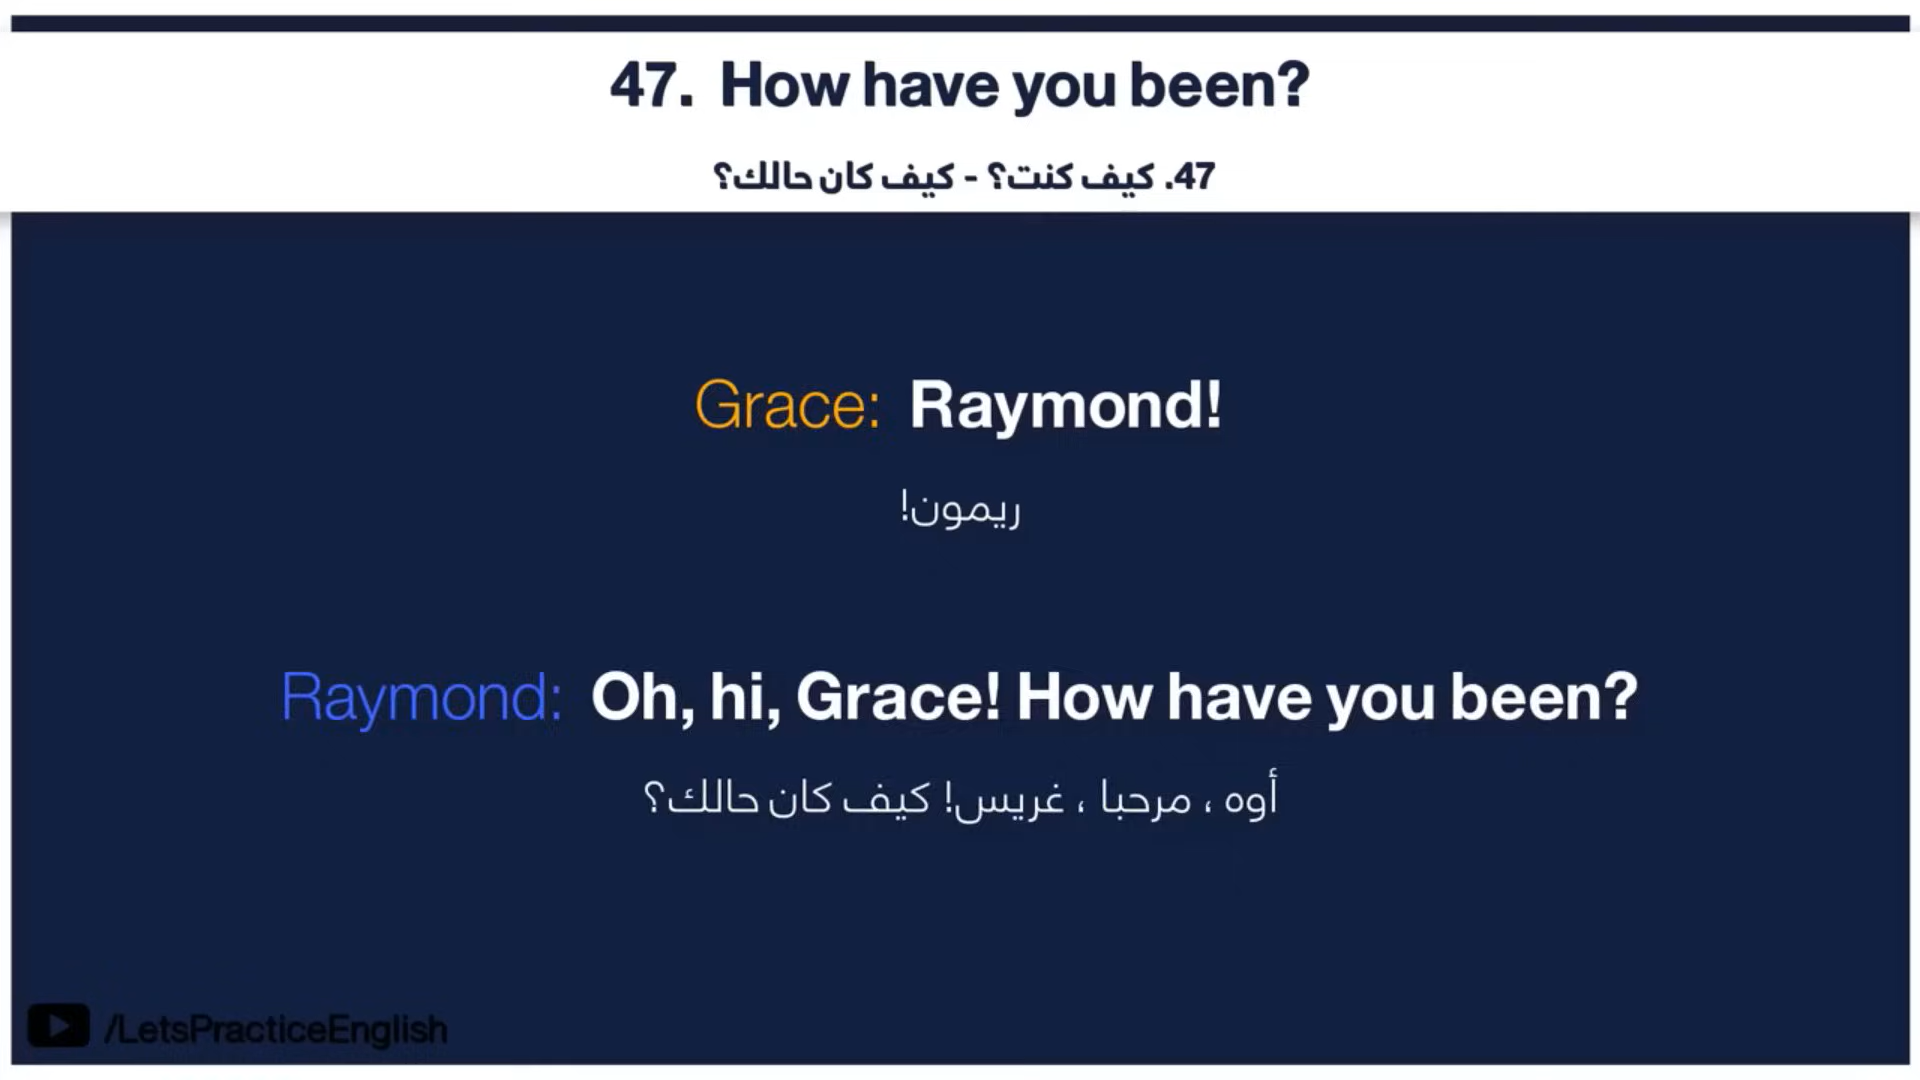 47. How have you been?
47. كيف كنت؟ - كيف كان حالك؟
Grace: Raymond!
ريمون!
Raymond: Oh, hi, Grace! How have you been?
أوه ، مرحبا ، غريس! كيف كان حالك؟
/LetsPracticeEnglish